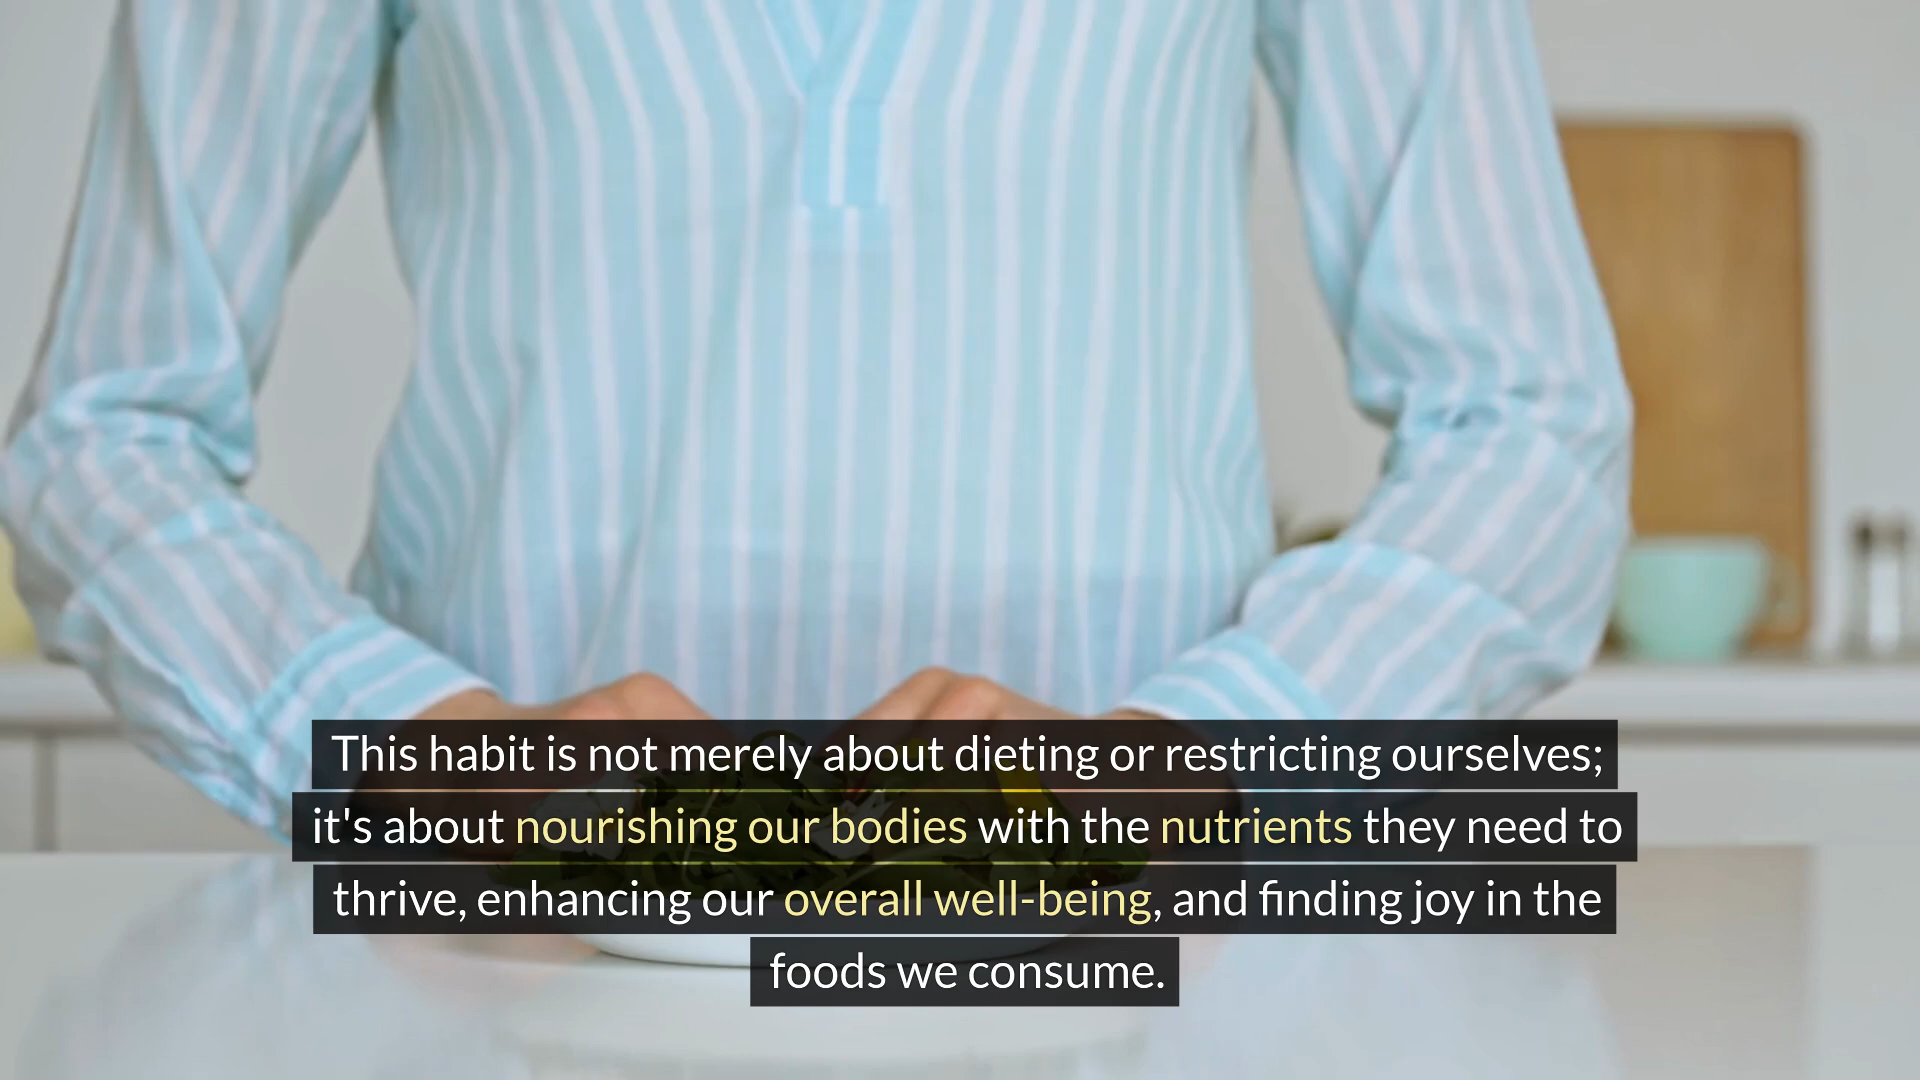 This habit is not merely about dieting or restricting ourselves;
it's about nourishing our bodies with the nutrients they need to
thrive, enhancing our overall well-being, and finding joy in the
foods we consume.